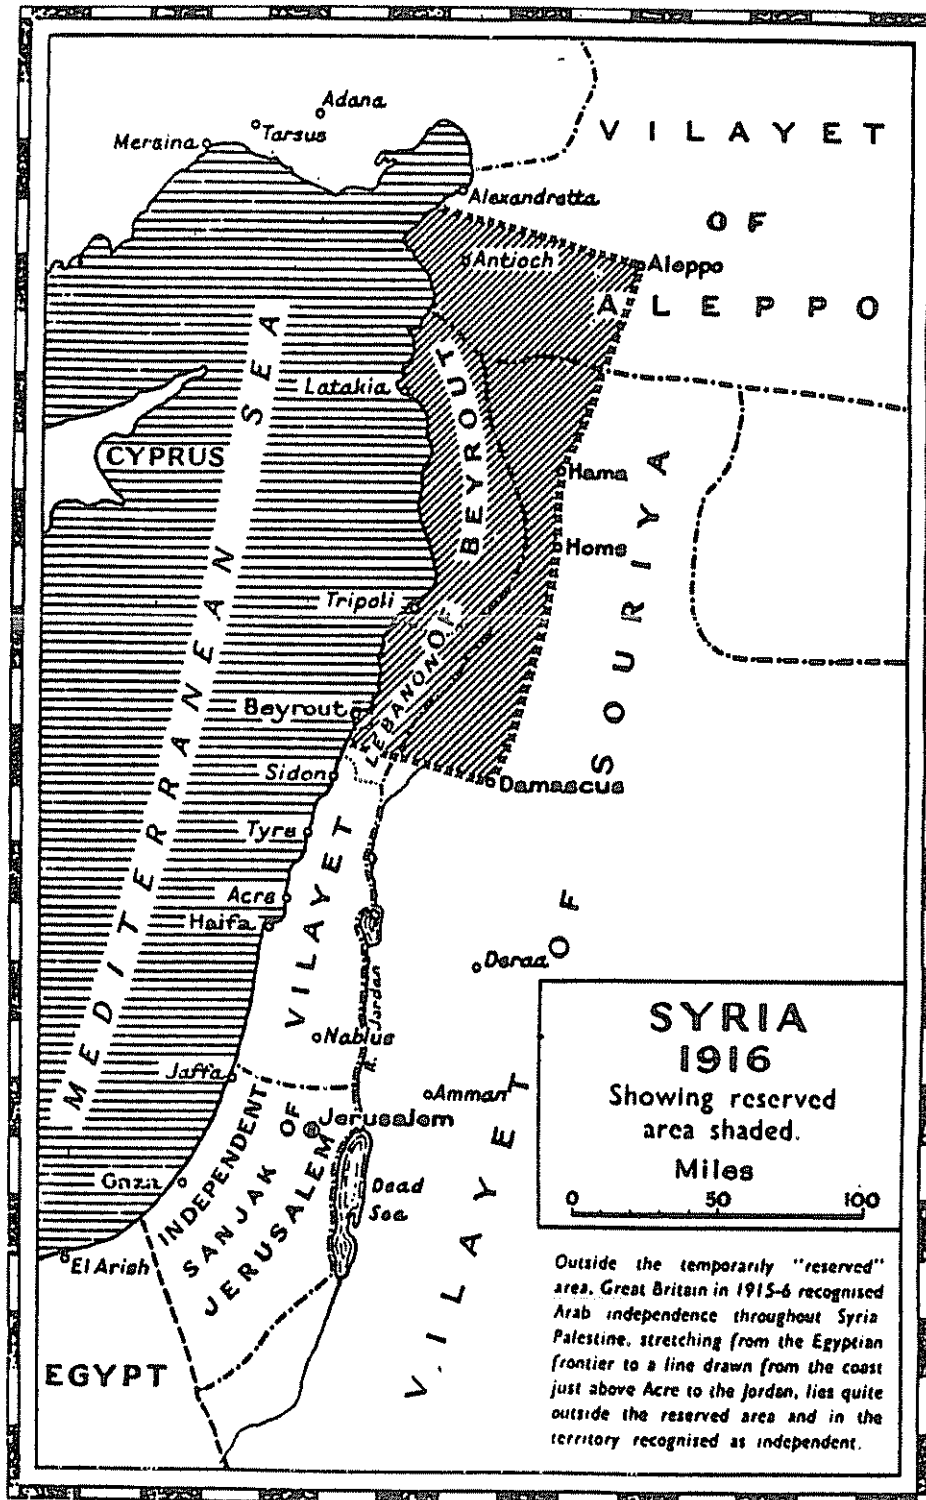 Adana
Tarsus
Mersina
VILAYET
OF
ALEPPO
Alexandretta
Antioch
Aleppo
MEDITERRANEAN SEA
CYPRUS
Latakia
BEYROUT
Hama
Homs
SOURIYA
Tripoli
OF
LEBANON
Beyrout
Sidon
Damascus
Tyre
VILAYET
Acre
Haifa
OF
Deraa
R. Jordan
Nablus
Jaffa
Amman
INDEPENDENT
SANJAK OF
JERUSALEM
Jerusalem
VILAYET
Gaza
Dead
Sea
El Arish
EGYPT
SYRIA
1916
Showing reserved
area shaded.
Miles
0 50 100
Outside the temporarily "reserved"
area, Great Britain in 1915-6 recognised
Arab independence throughout Syria
Palestine, stretching from the Egyptian
frontier to a line drawn from the coast
just above Acre to the Jordan, lies quite
outside the reserved area and in the
territory recognised as independent.